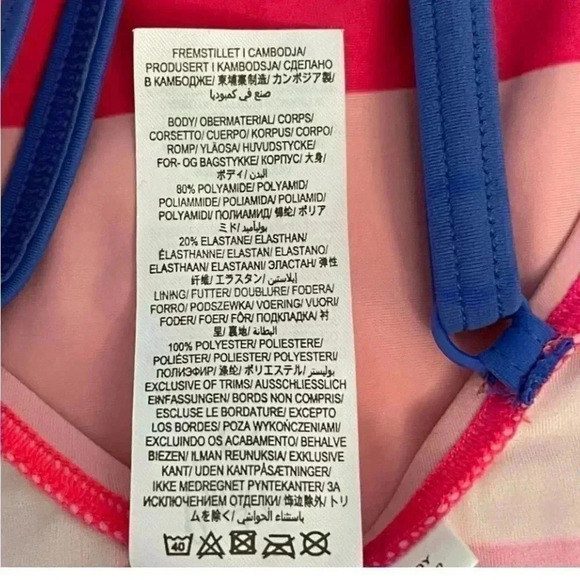 FREMSTILLET I CAMBODJA/
PRODUSERT I KAMBODSJA/ СДЕЛАНО
В КАМБОДЖЕ/ 東埔寨制造/ カンボジア製/
صنع في كمبوديا
BODY/ OBERMATERIAL/ CORPS/
CORSETTO/ CUERPO/ KORPUS/ CORPO/
ROMP/ YLÄOSA/ HUVUDSTYCKE/
FOR- OG BAGSTYKKE/ КОРПУС/ 大身/
ボディ/ البدن/
80% POLYAMIDE/ POLYAMID/
POLIAMMIDE/ POLIAMIDA/ POLIAMID/
POLYAMIDI/ ПОЛИАМИД/ 锦纶/ ポリア
ミド/ بوليأميد/
20% ELASTANE/ ELASTHAN/
ÉLASTHANNE/ ELASTAN/ ELASTANO/
ELASTHAAN/ ELASTAANI/ ЭЛАСТАН/ 弹性
纤维/ エラスタン/ إيلاستين/
LINING/ FUTTER/ DOUBLURE/ FODERA/
FORRO/ PODSZEWKA/ VOERING/ VUORI/
FODER/ FOER/ FÔR/ ПОДКЛАДКА/ 衬
里/ 裏地/ البطانة/
100% POLYESTER/ POLIESTERE/
POLIÉSTER/ POLIESTER/ POLYESTERI/
ПОЛИЭФИР/ 涤纶/ ポリエステル/ بوليستر/
EXCLUSIVE OF TRIMS/ AUSSCHLIESSLICH
EINFASSUNGEN/ BORDS NON COMPRIS/
ESCLUSE LE BORDATURE/ EXCEPTO
LOS BORDES/ POZA WYKOŃCZENIAMI/
EXCLUINDO OS ACABAMENTO/ BEHALVE
BIEZEN/ ILMAN REUNUKSIA/ EXKLUSIVE
KANT/ UDEN KANTPÅSÆTNINGER/
IKKE MEDREGNET PYNTEKANTER/ ЗА
ИСКЛЮЧЕНИЕМ ОТДЕЛКИ/ 饰边除外/ トリ
ムを除く/ باستثناء الحواشي/
40